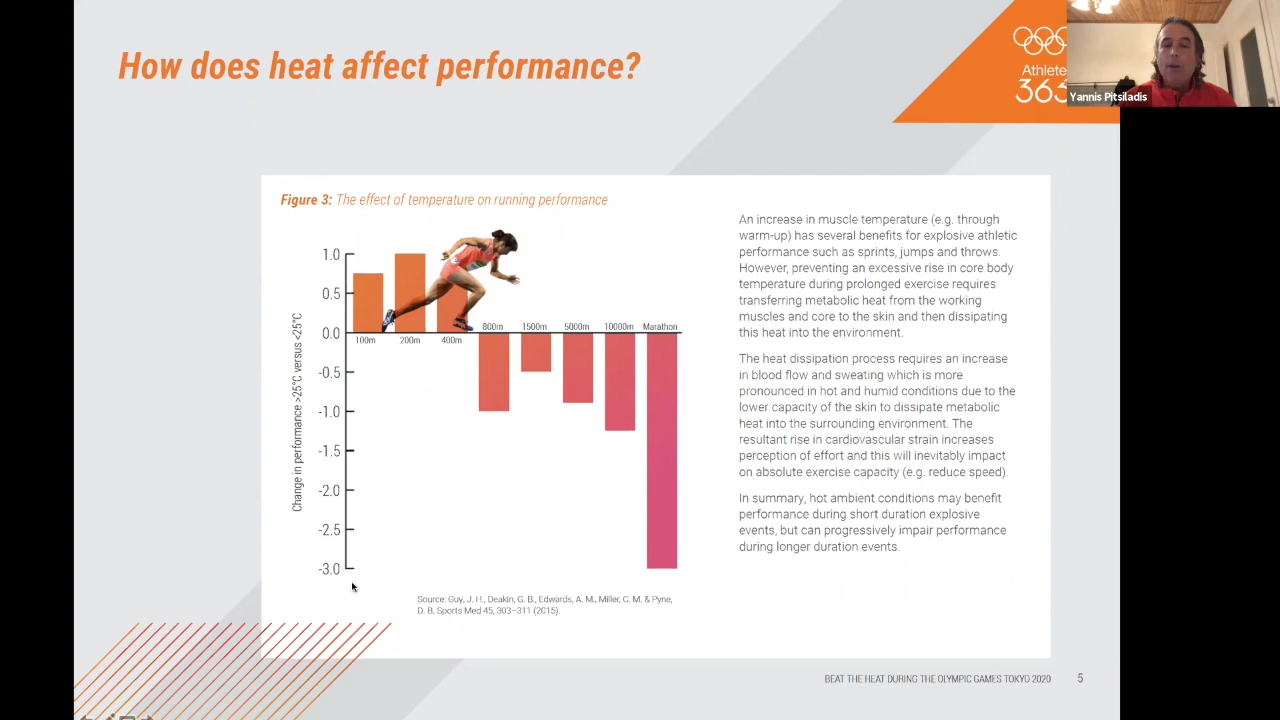 How does heat affect performance?
Athlete
365
Yannis Pitsiladis
Figure 3: The effect of temperature on running performance
1.0
0.5
0.0
-0.5
-1.0
-1.5
-2.0
-2.5
-3.0
Change in performance >25°C versus <25°C
100m
200m
400m
800m
1500m
5000m
10000m
Marathon
Source: Guy, J. H., Deakin, G. B., Edwards, A. M., Miller, C. M. & Pyne,
D. B. Sports Med 45, 303–311 (2015).
An increase in muscle temperature (e.g. through
warm-up) has several benefits for explosive athletic
performance such as sprints, jumps and throws.
However, preventing an excessive rise in core body
temperature during prolonged exercise requires
transferring metabolic heat from the working
muscles and core to the skin and then dissipating
this heat into the environment.
The heat dissipation process requires an increase
in blood flow and sweating which is more
pronounced in hot and humid conditions due to the
lower capacity of the skin to dissipate metabolic
heat into the surrounding environment. The
resultant rise in cardiovascular strain increases
perception of effort and this will inevitably impact
on absolute exercise capacity (e.g. reduce speed).
In summary, hot ambient conditions may benefit
performance during short duration explosive
events, but can progressively impair performance
during longer duration events.
BEAT THE HEAT DURING THE OLYMPIC GAMES TOKYO 2020
5